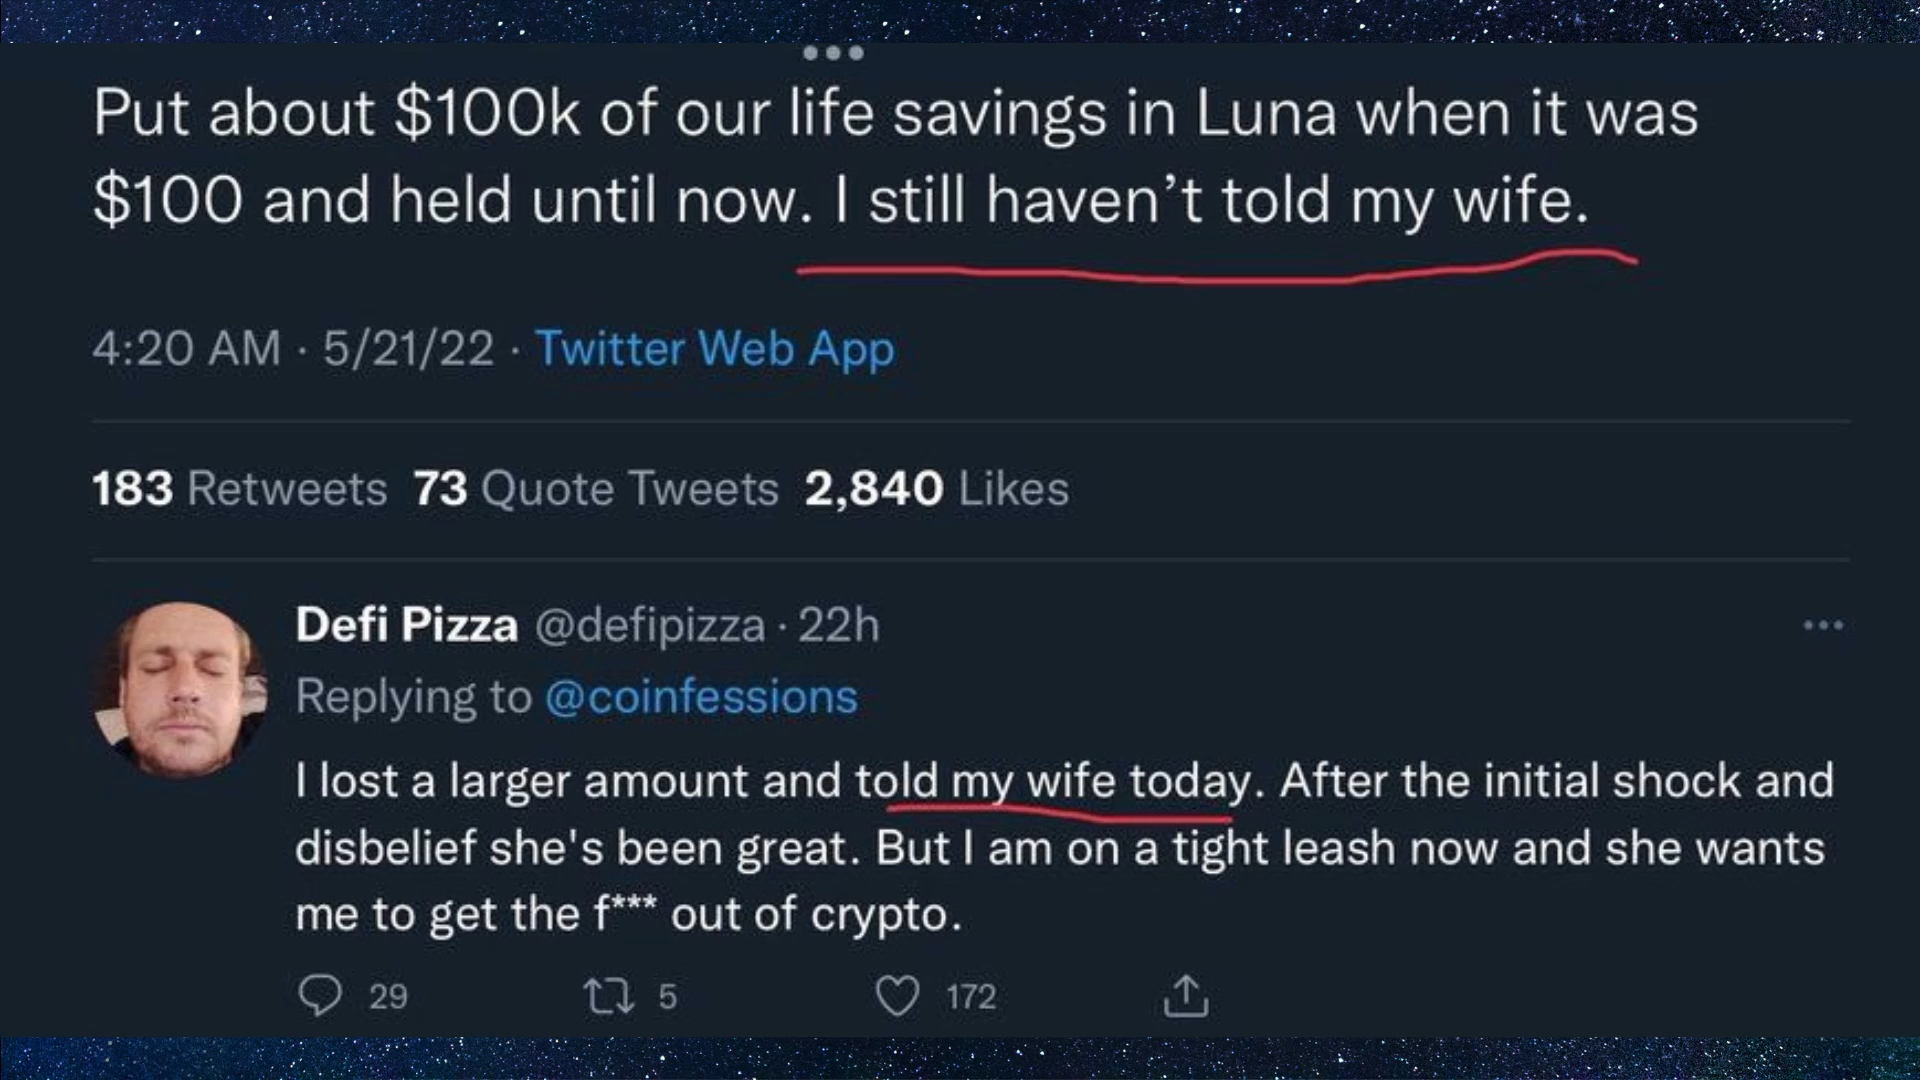 Put about $100k of our life savings in Luna when it was
$100 and held until now. I still haven’t told my wife.
4:20 AM · 5/21/22 · Twitter Web App
183 Retweets 73 Quote Tweets 2,840 Likes
Defi Pizza @defipizza · 22h
Replying to @coinfessions
I lost a larger amount and told my wife today. After the initial shock and
disbelief she's been great. But I am on a tight leash now and she wants
me to get the f*** out of crypto.
29 5 172